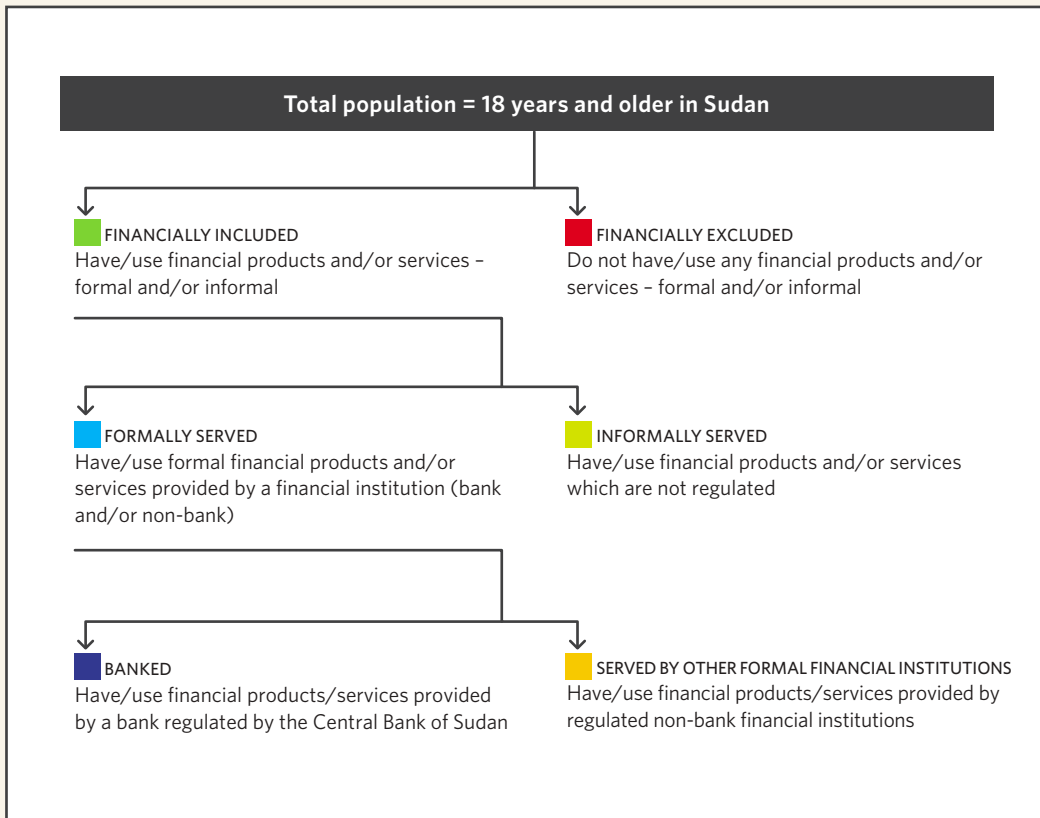 Total population = 18 years and older in Sudan
FINANCIALLY INCLUDED
Have/use financial products and/or services –
formal and/or informal
FINANCIALLY EXCLUDED
Do not have/use any financial products and/or
services – formal and/or informal
FORMALLY SERVED
Have/use formal financial products and/or
services provided by a financial institution (bank
and/or non-bank)
INFORMALLY SERVED
Have/use financial products and/or services
which are not regulated
BANKED
Have/use financial products/services provided
by a bank regulated by the Central Bank of Sudan
SERVED BY OTHER FORMAL FINANCIAL INSTITUTIONS
Have/use financial products/services provided by
regulated non-bank financial institutions